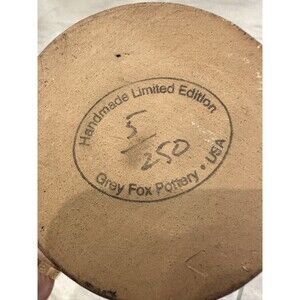 Handmade Limited Edition
5/250
Grey Fox Pottery • USA